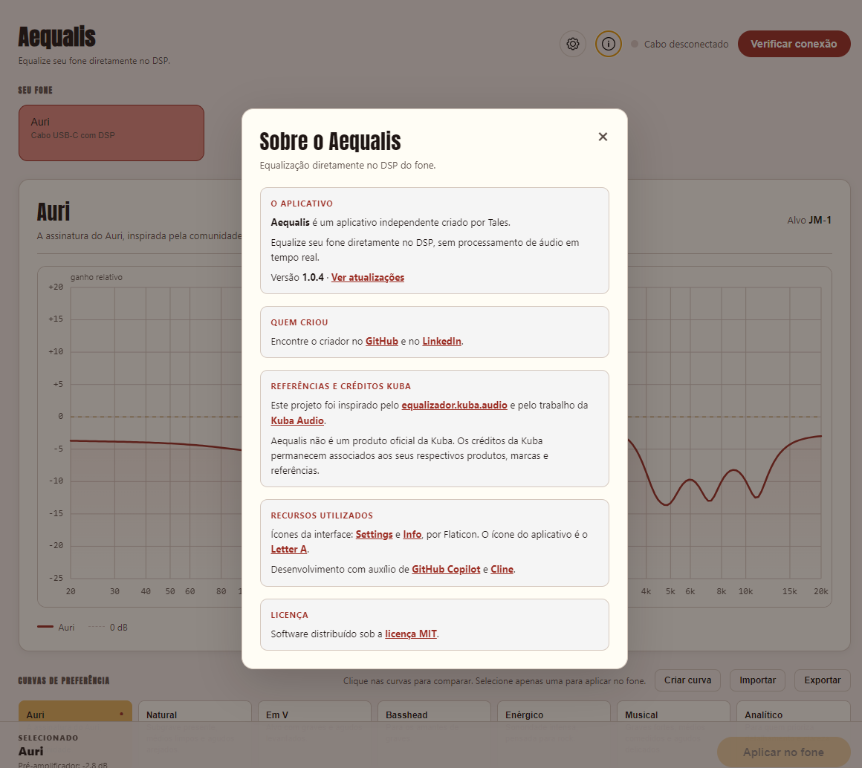 Aequalis
Equalize seu fone diretamente no DSP.
Cabo desconectado
Verificar conexão
SEU FONE
Auri
Cabo USB-C com DSP
Sobre o Aequalis
×
Equalização diretamente no DSP do fone.
O APLICATIVO
Aequalis é um aplicativo independente criado por Tales.
Equalize seu fone diretamente no DSP, sem processamento de áudio em
tempo real.
Versão 1.0.4 · Ver atualizações
QUEM CRIOU
Encontre o criador no GitHub e no LinkedIn.
REFERÊNCIAS E CRÉDITOS KUBA
Este projeto foi inspirado pelo equalizador.kuba.audio e pelo trabalho da
Kuba Audio.
Aequalis não é um produto oficial da Kuba. Os créditos da Kuba
permanecem associados aos seus respectivos produtos, marcas e
referências.
RECURSOS UTILIZADOS
Ícones da interface: Settings e Info, por Flaticon. O ícone do aplicativo é o
Letter A.
Desenvolvimento com auxílio de GitHub Copilot e Cline.
LICENÇA
Software distribuído sob a licença MIT.
Auri
A assinatura do Auri, inspirada pela comunidade
Alvo JM-1
ganho relativo
+20
+15
+10
+5
0
-5
-10
-15
-20
-25
20 30 40 50 60 80 4k 5k 6k 8k 10k 15k 20k
Auri 0 dB
CURVAS DE PREFERÊNCIA
Clique nas curvas para comparar. Selecione apenas uma para aplicar no fone.
Criar curva
Importar
Exportar
Auri
Natural
Em V
Basshead
Enérgico
Musical
Analítico
SELECIONADO
Auri
Pré-amplificador: -2,8 dB
Aplicar no fone